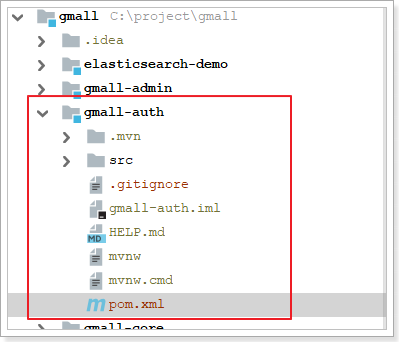 gmall C:\project\gmall
.idea
elasticsearch-demo
gmall-admin
gmall-auth
.mvn
src
.gitignore
gmall-auth.iml
MD HELP.md
mvnw
mvnw.cmd
m pom.xml
gmall-core